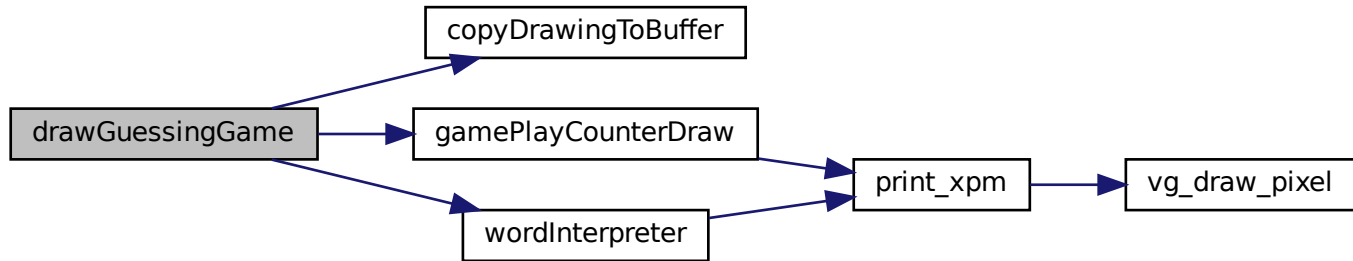 copyDrawingToBuffer
drawGuessingGame
gamePlayCounterDraw
print_xpm
vg_draw_pixel
wordInterpreter